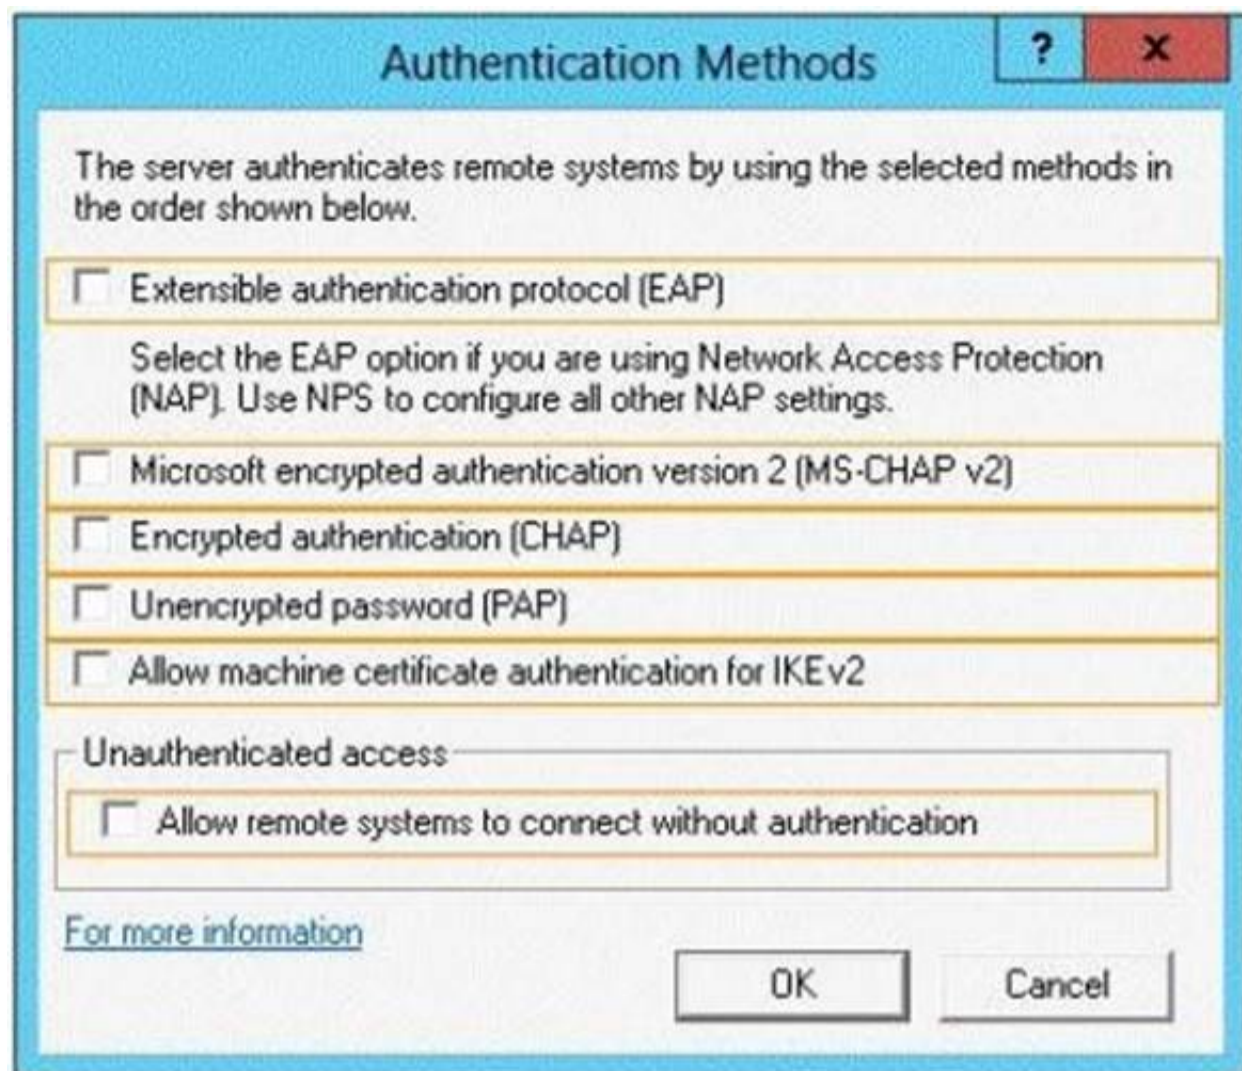 Authentication Methods
?
x
The server authenticates remote systems by using the selected methods in
the order shown below.
Extensible authentication protocol (EAP)
Select the EAP option if you are using Network Access Protection
(NAP). Use NPS to configure all other NAP settings.
Microsoft encrypted authentication version 2 (MS-CHAP v2)
Encrypted authentication (CHAP)
Unencrypted password (PAP)
Allow machine certificate authentication for IKEv2
Unauthenticated access
Allow remote systems to connect without authentication
For more information
OK
Cancel